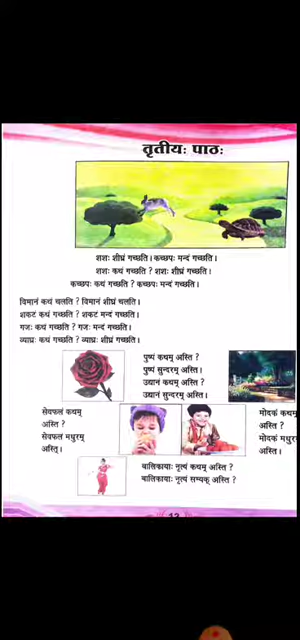 तृतीयः पाठः
शशः शीघ्रं गच्छति। कच्छपः मन्दं गच्छति।
शशः कथं गच्छति ? शशः शीघ्रं गच्छति।
कच्छपः कथं गच्छति ? कच्छपः मन्दं गच्छति।
विमानं कथं चलति ? विमानं शीघ्रं चलति।
शकटं कथं गच्छति ? शकटं मन्दं गच्छति।
गजः कथं गच्छति ? गजः मन्दं गच्छति।
व्याघ्रः कथं गच्छति ? व्याघ्रः शीघ्रं गच्छति।
पुष्पं कथम् अस्ति ?
पुष्पं सुन्दरम् अस्ति।
उद्यानं कथम् अस्ति ?
उद्यानं सुन्दरम् अस्ति।
सेवफलं कथम्
अस्ति ?
सेवफल मधुरम्
अस्ति।
मोदकं कथम्
अस्ति ?
मोदकं मधुर
अस्ति।
बालिकायाः नृत्यं कथम् अस्ति ?
बालिकायाः नृत्यं सम्यक् अस्ति ?